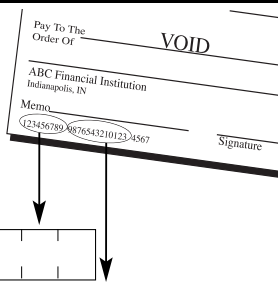 Pay To The
Order Of
VOID
ABC Financial Institution
Indianapolis, IN
Memo
123456789 9876543210123 4567
Signature